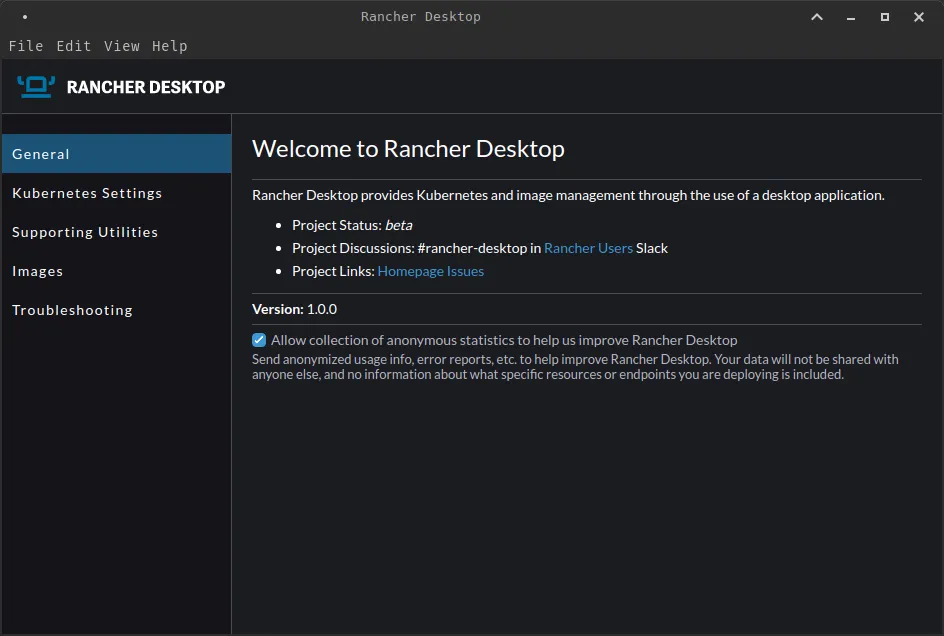 Rancher Desktop
File Edit View Help
RANCHER DESKTOP
General
Kubernetes Settings
Supporting Utilities
Images
Troubleshooting
Welcome to Rancher Desktop
Rancher Desktop provides Kubernetes and image management through the use of a desktop application.
Project Status: beta
Project Discussions: #rancher-desktop in Rancher Users Slack
Project Links: Homepage Issues
Version: 1.0.0
Allow collection of anonymous statistics to help us improve Rancher Desktop
Send anonymized usage info, error reports, etc. to help improve Rancher Desktop. Your data will not be shared with
anyone else, and no information about what specific resources or endpoints you are deploying is included.